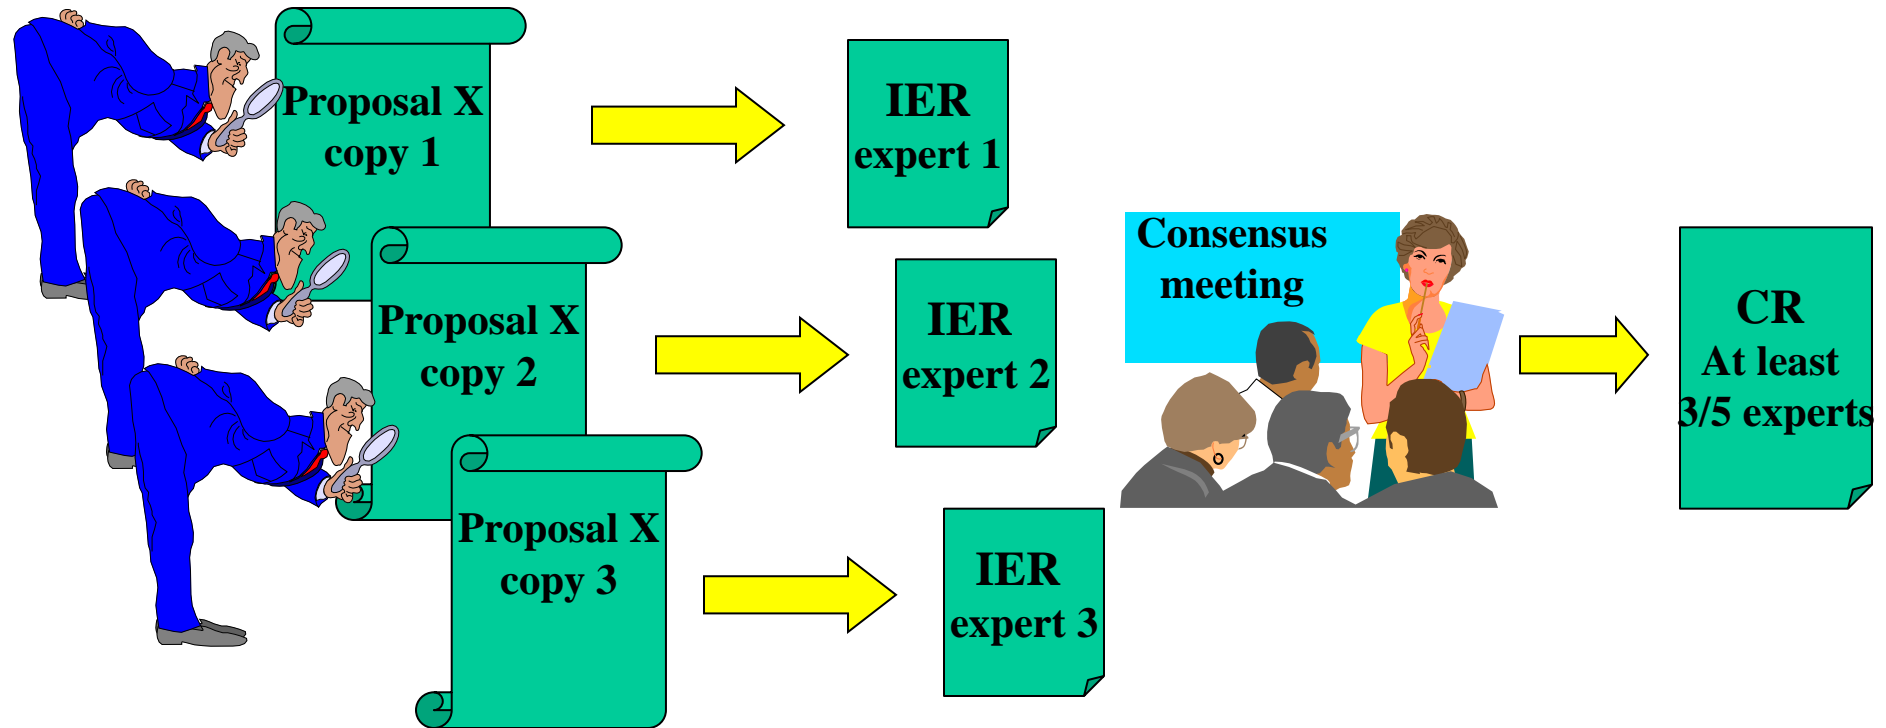 Proposal X
copy 1
IER
expert 1
Proposal X
copy 2
IER
expert 2
Proposal X
copy 3
IER
expert 3
Consensus
meeting
CR
At least
3/5 experts